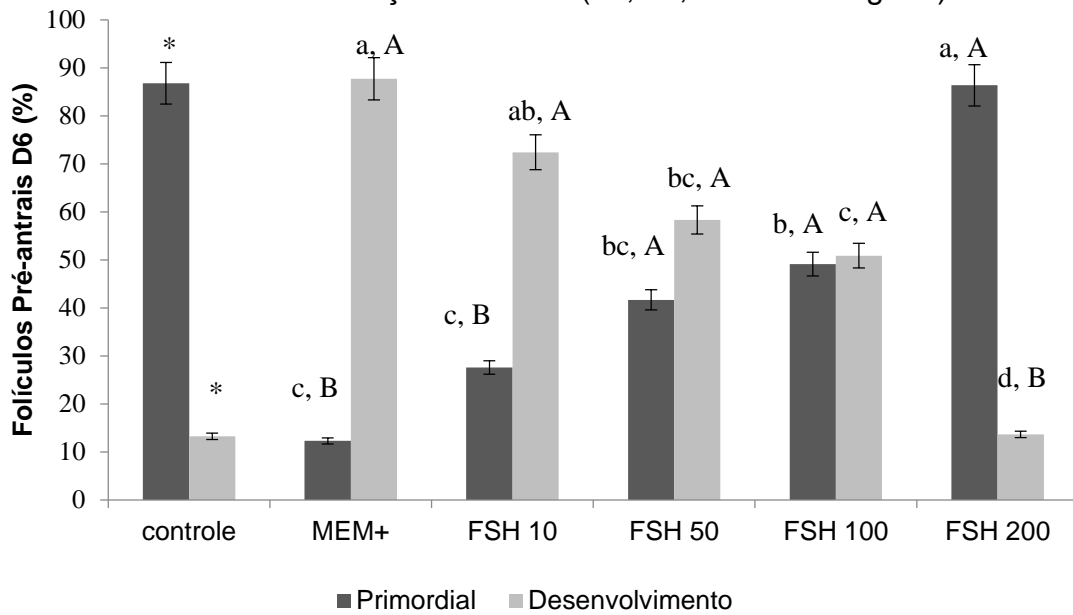 Folículos Pré-antrais D6 (%)
100
90
80
70
60
50
40
30
20
10
0
*
*
c, B
a, A
c, B
ab, A
bc, A
bc, A
b, A
c, A
a, A
d, B
controle
MEM+
FSH 10
FSH 50
FSH 100
FSH 200
Primordial
Desenvolvimento